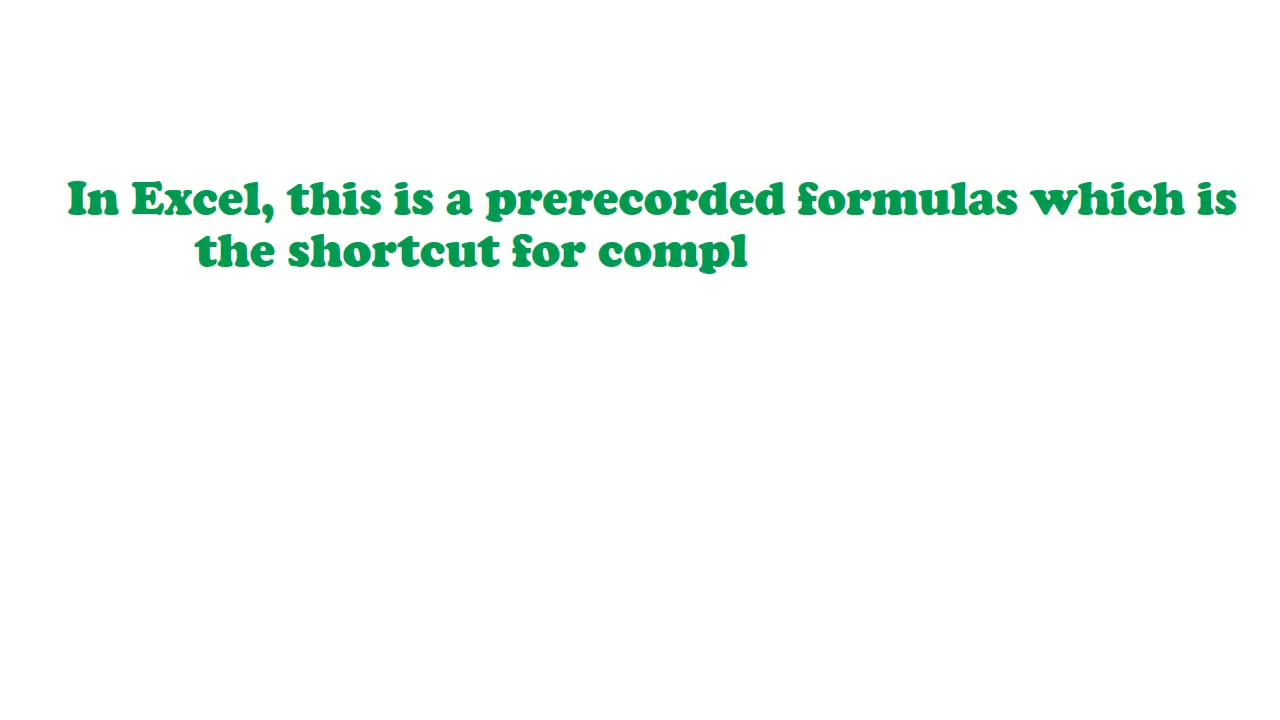 In Excel, this is a prerecorded formulas which is
the shortcut for compl